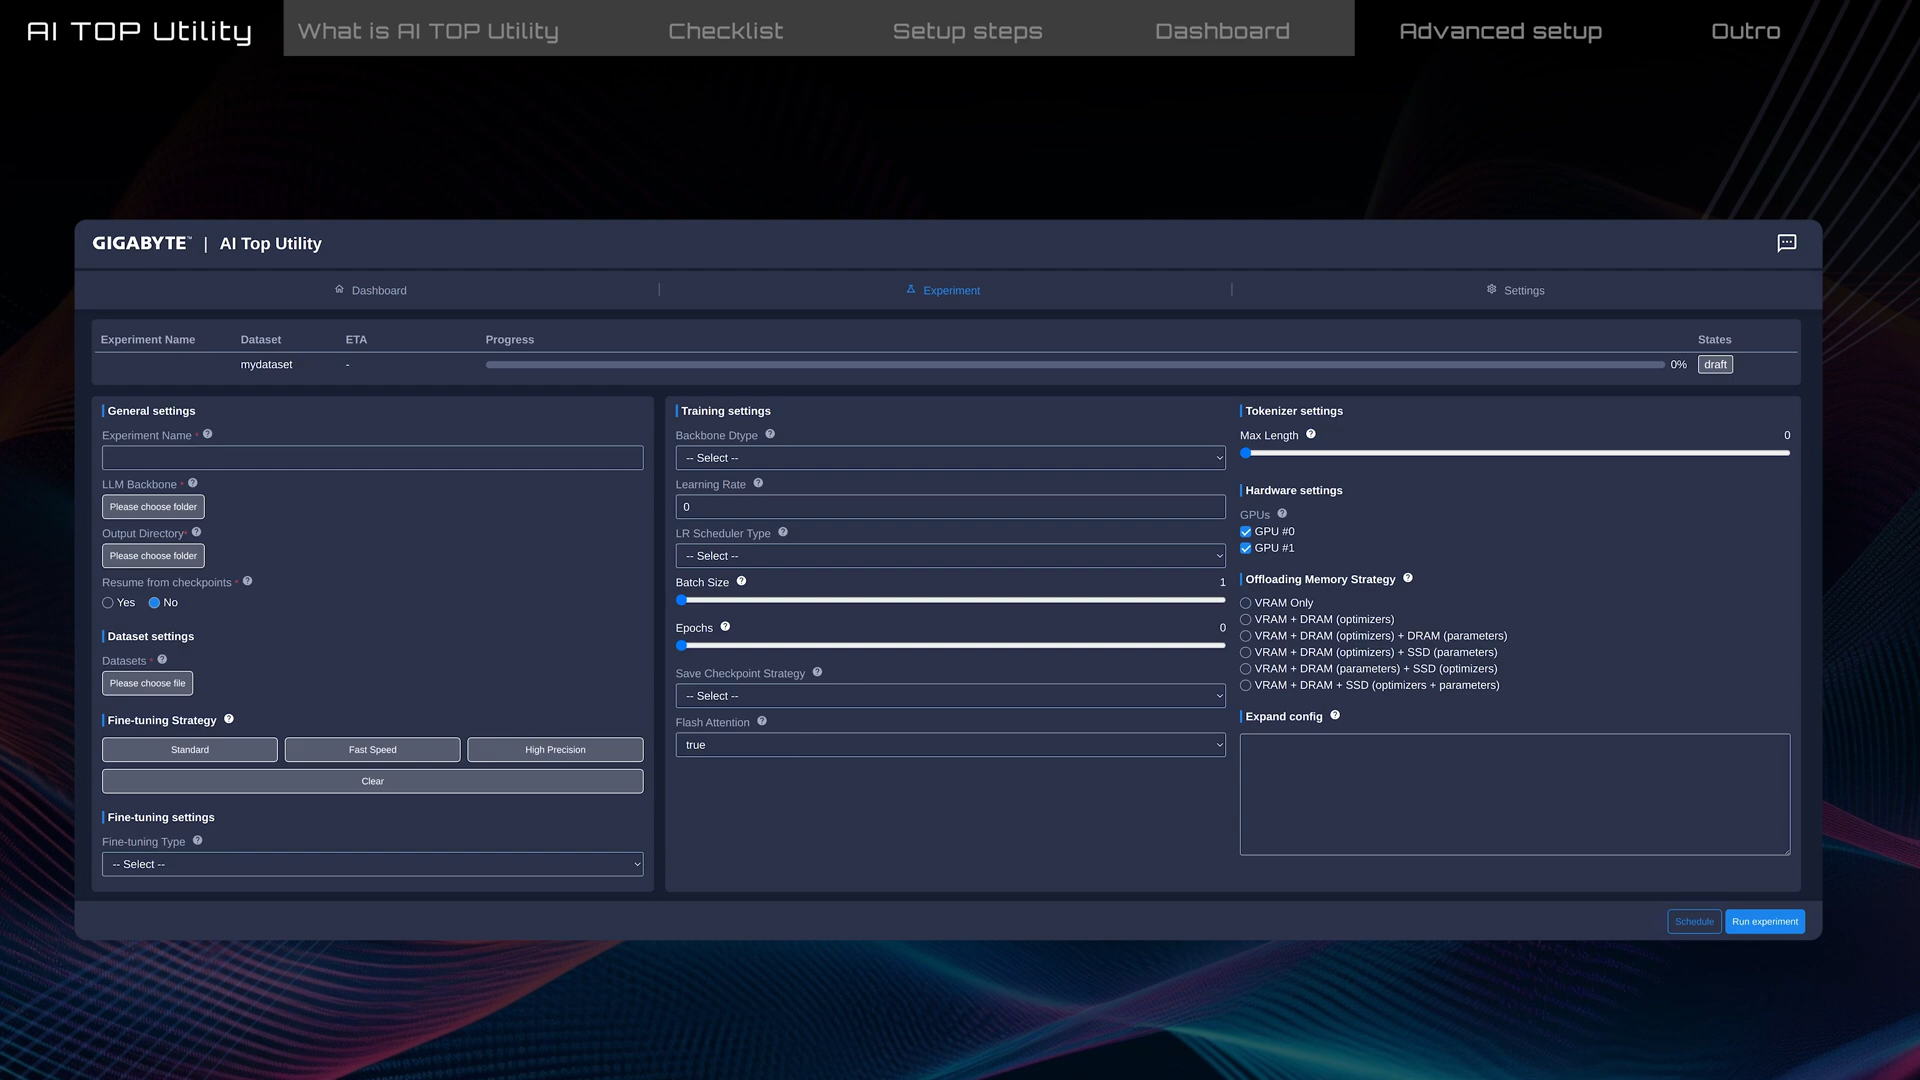 AI TOP Utility
What is AI TOP Utility
Checklist
Setup steps
Dashboard
Advanced setup
Outro
GIGABYTE™ | AI Top Utility
Dashboard
Experiment
Settings
Experiment Name Dataset ETA Progress States
mydataset - 0% draft
General settings
Experiment Name *
LLM Backbone *
Please choose folder
Output Directory *
Please choose folder
Resume from checkpoints *
Yes No
Dataset settings
Datasets *
Please choose file
Fine-tuning Strategy
Standard Fast Speed High Precision
Clear
Fine-tuning settings
Fine-tuning Type
-- Select --
Training settings
Backbone Dtype
-- Select --
Learning Rate
0
LR Scheduler Type
-- Select --
Batch Size 1
Epochs 0
Save Checkpoint Strategy
-- Select --
Flash Attention
true
Tokenizer settings
Max Length 0
Hardware settings
GPUs
GPU #0
GPU #1
Offloading Memory Strategy
VRAM Only
VRAM + DRAM (optimizers)
VRAM + DRAM (optimizers) + DRAM (parameters)
VRAM + DRAM (optimizers) + SSD (parameters)
VRAM + DRAM (parameters) + SSD (optimizers)
VRAM + DRAM + SSD (optimizers + parameters)
Expand config
Schedule
Run experiment